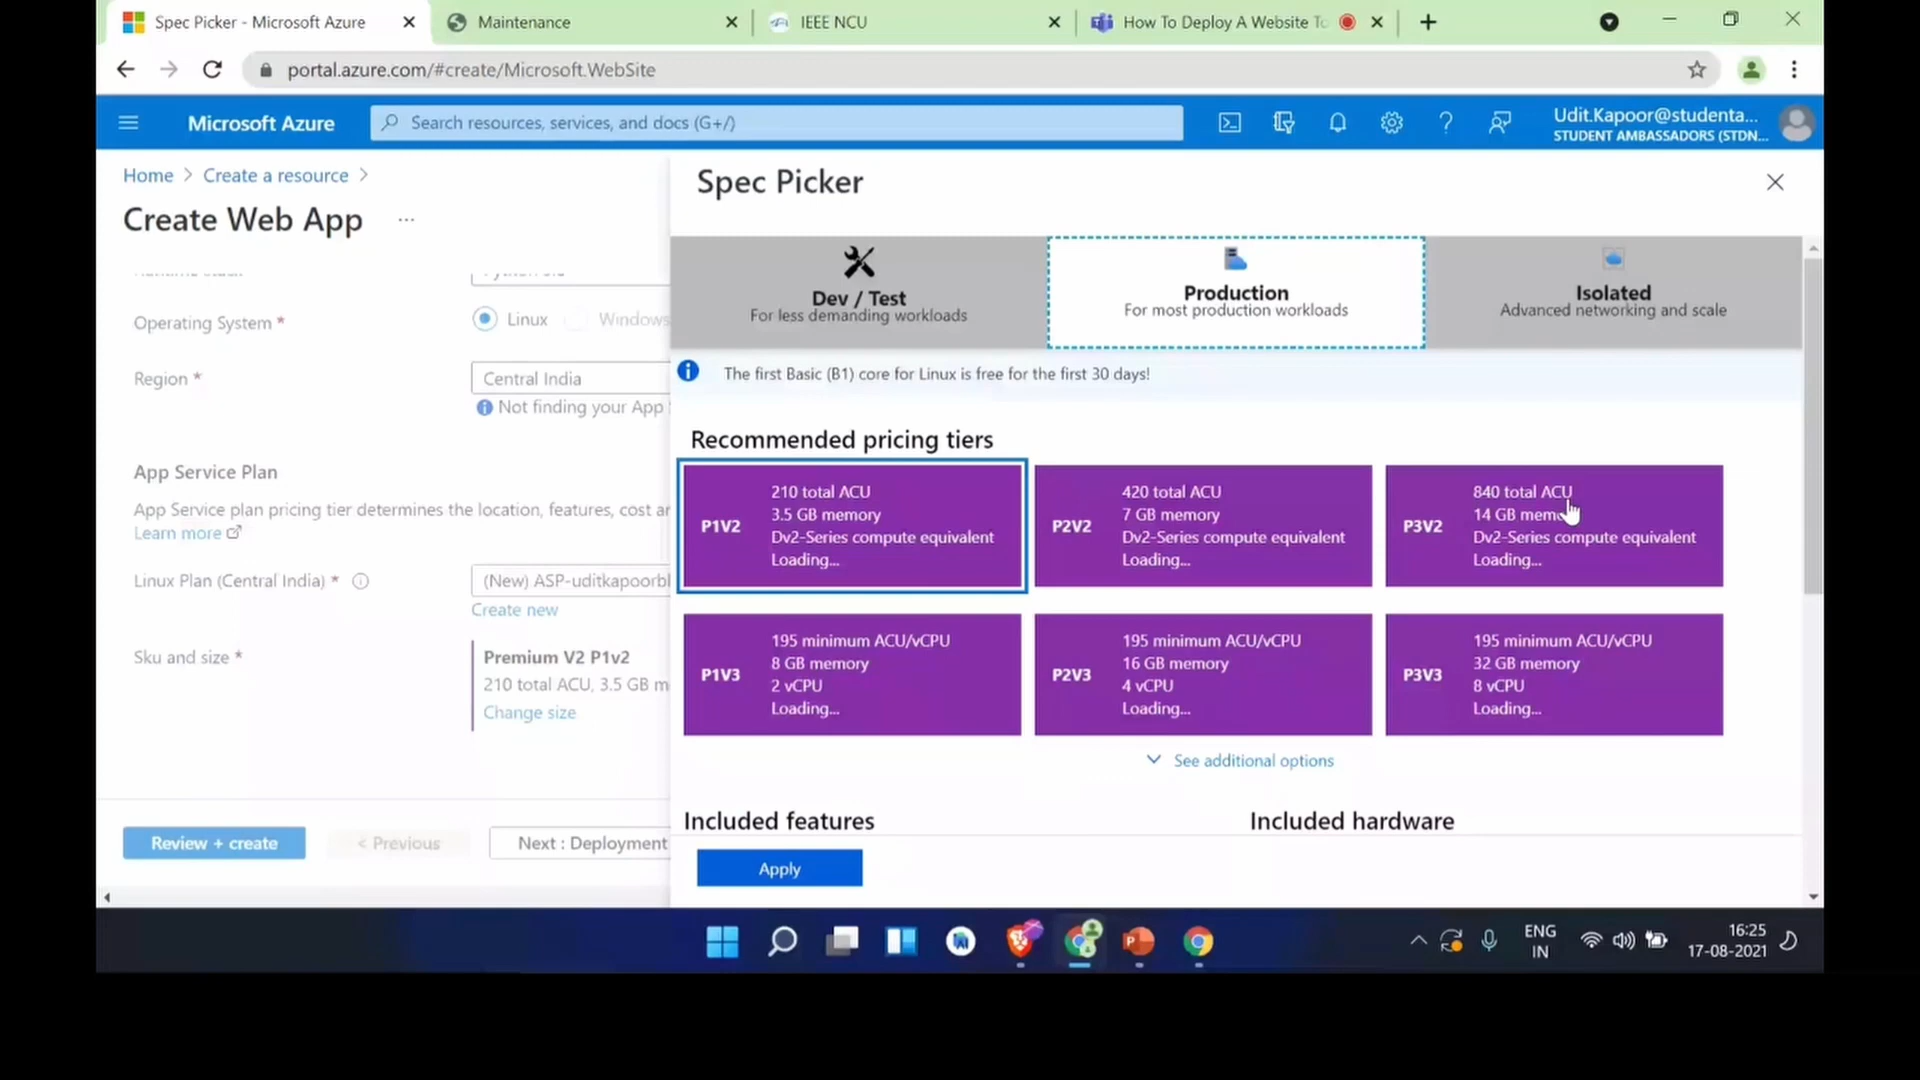 Spec Picker - Microsoft Azure
Maintenance
IEEE NCU
How To Deploy A Website To
portal.azure.com/#create/Microsoft.WebSite
Microsoft Azure
Search resources, services, and docs (G+/)
Udit.Kapoor@studenta...
STUDENT AMBASSADORS (STDN...
Home > Create a resource >
Create Web App ...
Operating System *
Linux
Windows
Region *
Central India
Not finding your App
App Service Plan
App Service plan pricing tier determines the location, features, cost
Learn more
Linux Plan (Central India) *
(New) ASP-uditkapoorbl
Create new
Sku and size *
Premium V2 P1v2
210 total ACU, 3.5 GB
Change size
Review + create
< Previous
Next : Deployment
Spec Picker
Dev / Test
For less demanding workloads
Production
For most production workloads
Isolated
Advanced networking and scale
The first Basic (B1) core for Linux is free for the first 30 days!
Recommended pricing tiers
P1V2
210 total ACU
3.5 GB memory
Dv2-Series compute equivalent
Loading...
P2V2
420 total ACU
7 GB memory
Dv2-Series compute equivalent
Loading...
P3V2
840 total ACU
14 GB memory
Dv2-Series compute equivalent
Loading...
P1V3
195 minimum ACU/vCPU
8 GB memory
2 vCPU
Loading...
P2V3
195 minimum ACU/vCPU
16 GB memory
4 vCPU
Loading...
P3V3
195 minimum ACU/vCPU
32 GB memory
8 vCPU
Loading...
See additional options
Included features
Included hardware
Apply
ENG
IN
16:25
17-08-2021